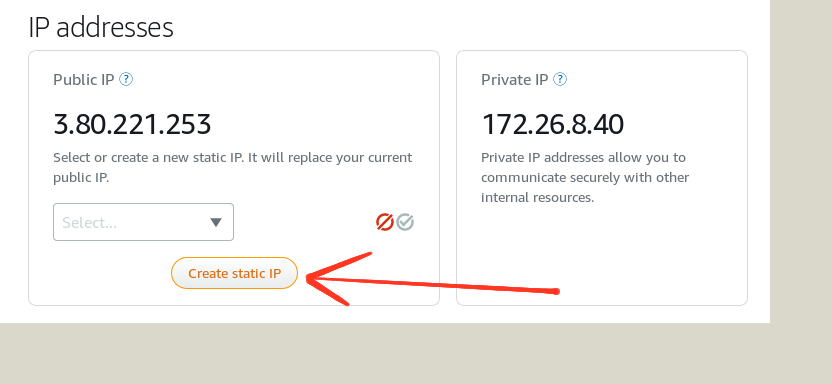 IP addresses
Public IP ?
3.80.221.253
Select or create a new static IP. It will replace your current
public IP.
Select...
Create static IP
Private IP ?
172.26.8.40
Private IP addresses allow you to
communicate securely with other
internal resources.